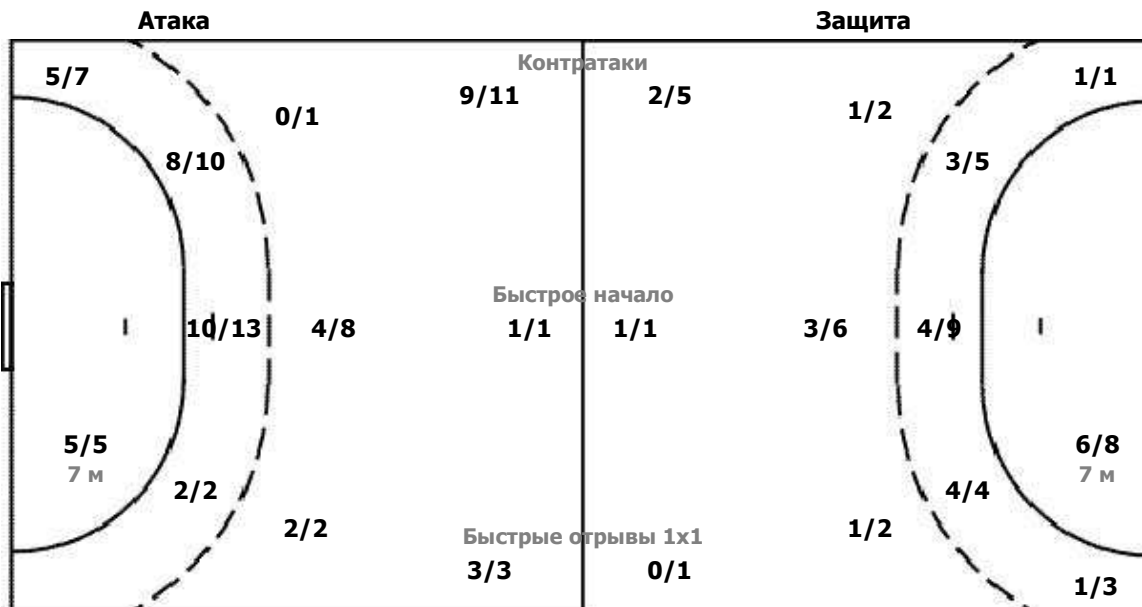 Атака Защита
Контратаки
5/7 9/11 2/5 1/1
0/1 1/2
8/10 3/5
Быстрое начало
10/13 4/8 1/1 1/1 3/6 4/9
5/5 6/8
7 м 7 м
2/2 4/4
2/2 Быстрые отрывы 1x1 1/2
3/3 0/1 1/3